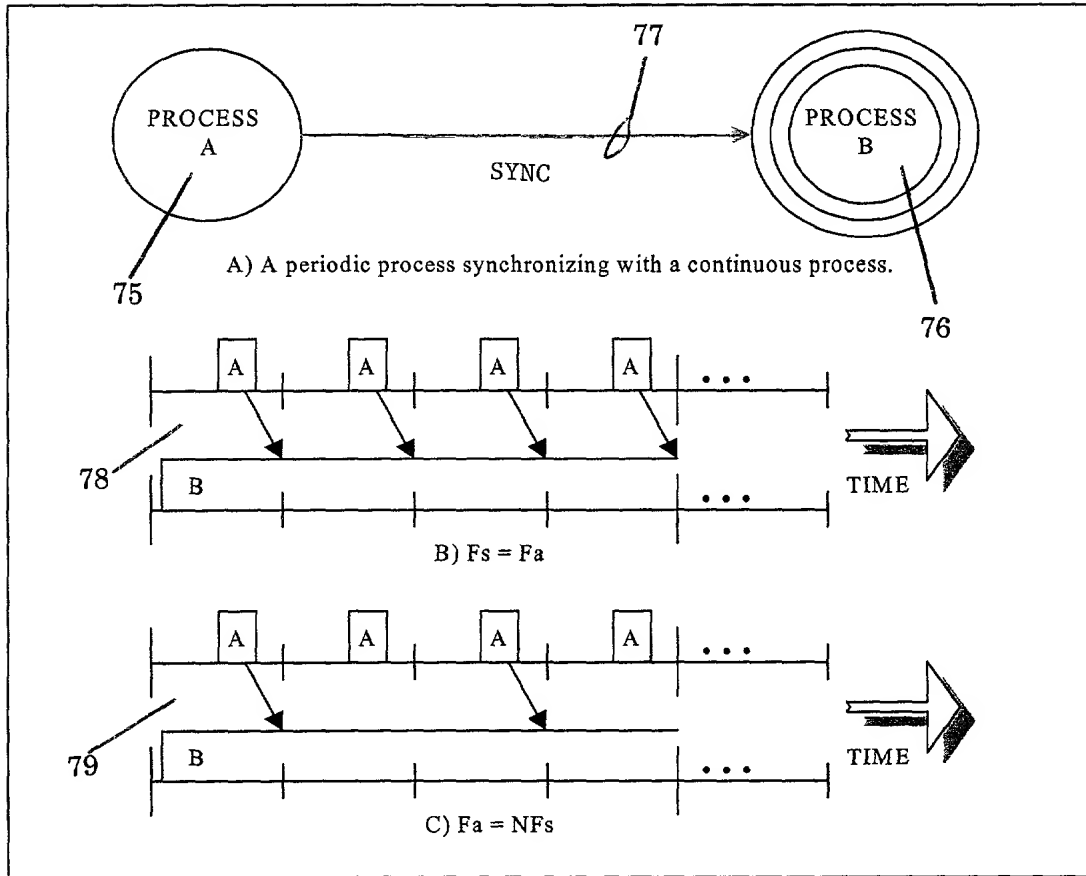 77
PROCESS
A
PROCESS
B
SYNC
75
A) A periodic process synchronizing with a continuous process.
76
A A A A • • •
78
B • • •
TIME
B) Fs = Fa
A A A A • • •
79
B • • •
TIME
C) Fa = NFs